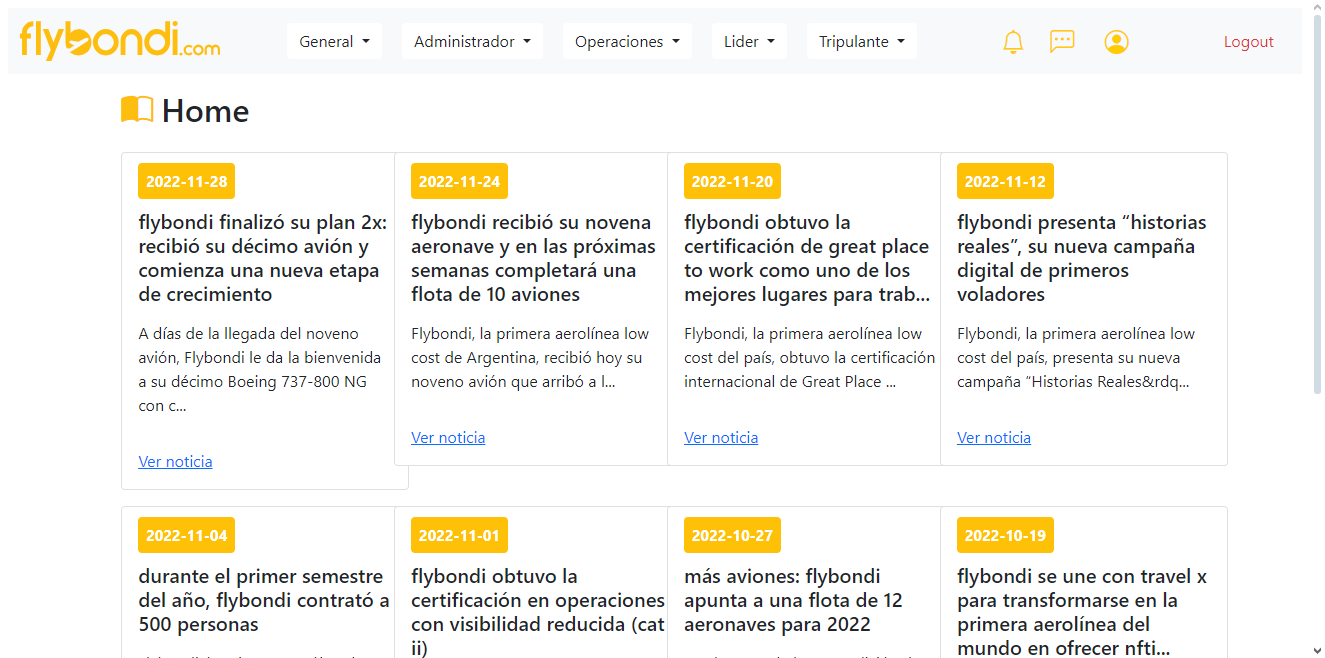 flybondi.com
General
Administrador
Operaciones
Lider
Tripulante
Logout
Home
2022-11-28
flybondi finalizó su plan 2x:
recibió su décimo avión y
comienza una nueva etapa
de crecimiento
A días de la llegada del noveno
avión, Flybondi le da la bienvenida
a su décimo Boeing 737-800 NG
con c...
Ver noticia
2022-11-24
flybondi recibió su novena
aeronave y en las próximas
semanas completará una
flota de 10 aviones
Flybondi, la primera aerolínea low
cost de Argentina, recibió hoy su
noveno avión que arribó a l...
Ver noticia
2022-11-20
flybondi obtuvo la
certificación de great place
to work como uno de los
mejores lugares para trab...
Flybondi, la primera aerolínea low
cost del país, obtuvo la certificación
internacional de Great Place ...
Ver noticia
2022-11-12
flybondi presenta “historias
reales”, su nueva campaña
digital de primeros
voladores
Flybondi, la primera aerolínea low
cost del país, presenta su nueva
campaña “Historias Reales&rdq...
Ver noticia
2022-11-04
durante el primer semestre
del año, flybondi contrató a
500 personas
2022-11-01
flybondi obtuvo la
certificación en operaciones
con visibilidad reducida (cat
ii)
2022-10-27
más aviones: flybondi
apunta a una flota de 12
aeronaves para 2022
2022-10-19
flybondi se une con travel x
para transformarse en la
primera aerolínea del
mundo en ofrecer nfti...